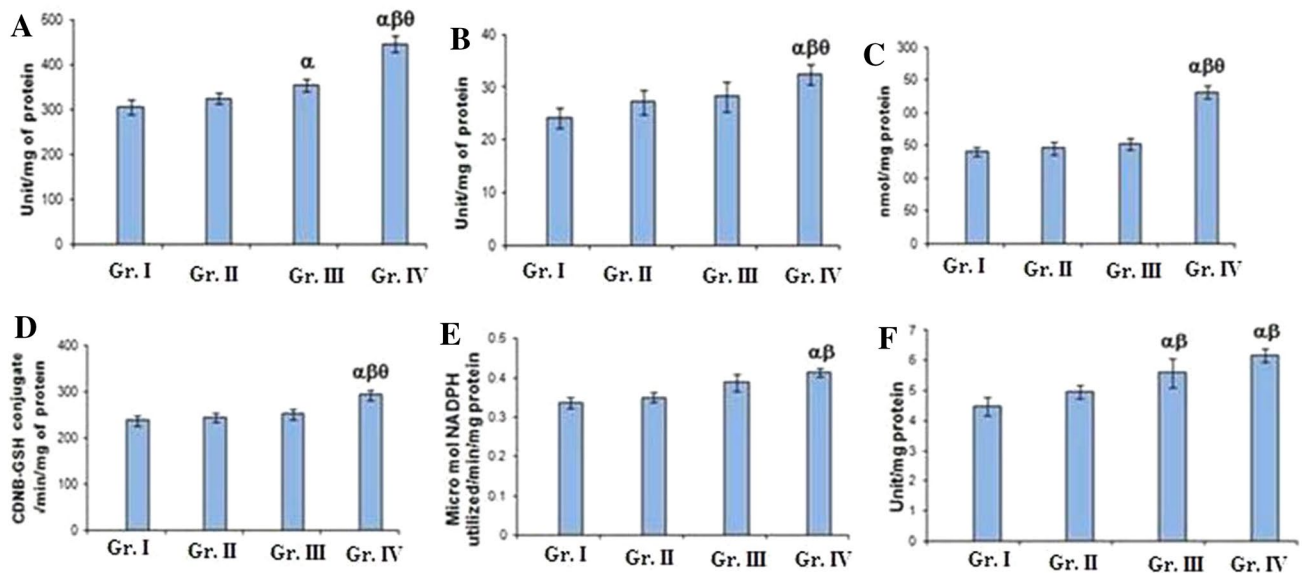 A
Unit/mg of protein
500
400
300
200
100
0
α
αβθ
Gr. I Gr. II Gr. III Gr. IV
B
Unit/mg of protein
40
30
20
10
0
αβθ
Gr. I Gr. II Gr. III Gr. IV
C
nmol/mg protein
300
50
00
50
00
50
0
αβθ
Gr. I Gr. II Gr. III Gr. IV
D
CDNB-GSH conjugate
/min/mg of protein
400
300
200
100
0
αβθ
Gr. I Gr. II Gr. III Gr. IV
E
Micro mol NADPH
utilized/min/mg protein
0.5
0.4
0.3
0.2
0.1
0
αβ
Gr. I Gr. II Gr. III Gr. IV
F
Unit/mg protein
7
6
5
4
3
2
1
0
αβ
αβ
Gr. I Gr. II Gr. III Gr. IV